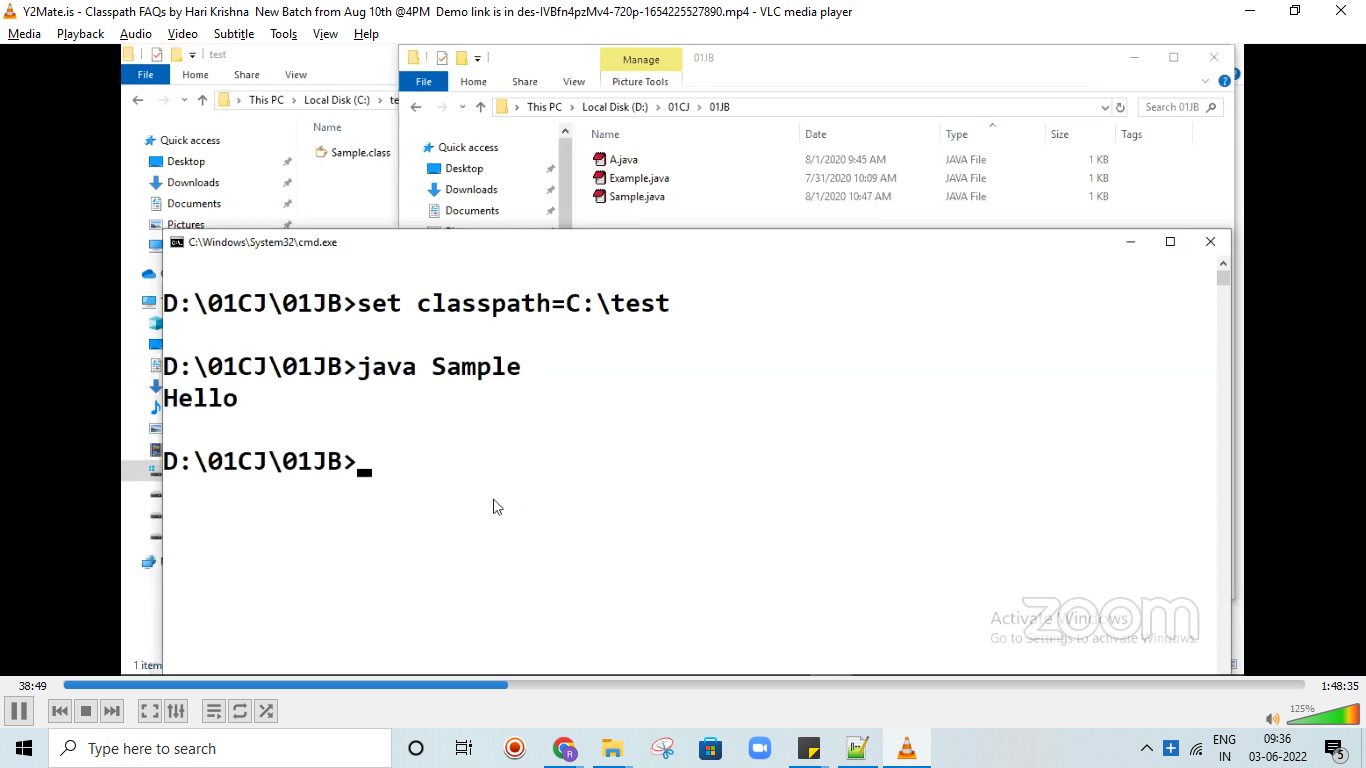 Y2Mate.is - Classpath FAQs by Hari Krishna  New Batch from Aug 10th @4PM  Demo link is in des-lVBfn4pzMv4-720p-1654225527890.mp4 - VLC media player
Media Playback Audio Video Subtitle Tools View Help
test
Manage 01JB
File Home Share View
File Home Share View Picture Tools
This PC > Local Disk (C:) > te
This PC > Local Disk (D:) > 01CJ > 01JB
Search 01JB
Name
Quick access
Sample.class
Desktop
Downloads
Documents
Pictures
Quick access
Desktop
Downloads
Documents
Name Date Type Size Tags
A.java 8/1/2020 9:45 AM JAVA File 1 KB
Example.java 7/31/2020 10:09 AM JAVA File 1 KB
Sample.java 8/1/2020 10:47 AM JAVA File 1 KB
C:\Windows\System32\cmd.exe
D:\01CJ\01JB>set classpath=C:\test
D:\01CJ\01JB>java Sample
Hello
D:\01CJ\01JB>
zoom
Activate Windows
Go to Settings to activate Windows.
1 item
38:49 1:48:35
125%
Type here to search
ENG
IN
09:36
03-06-2022
5